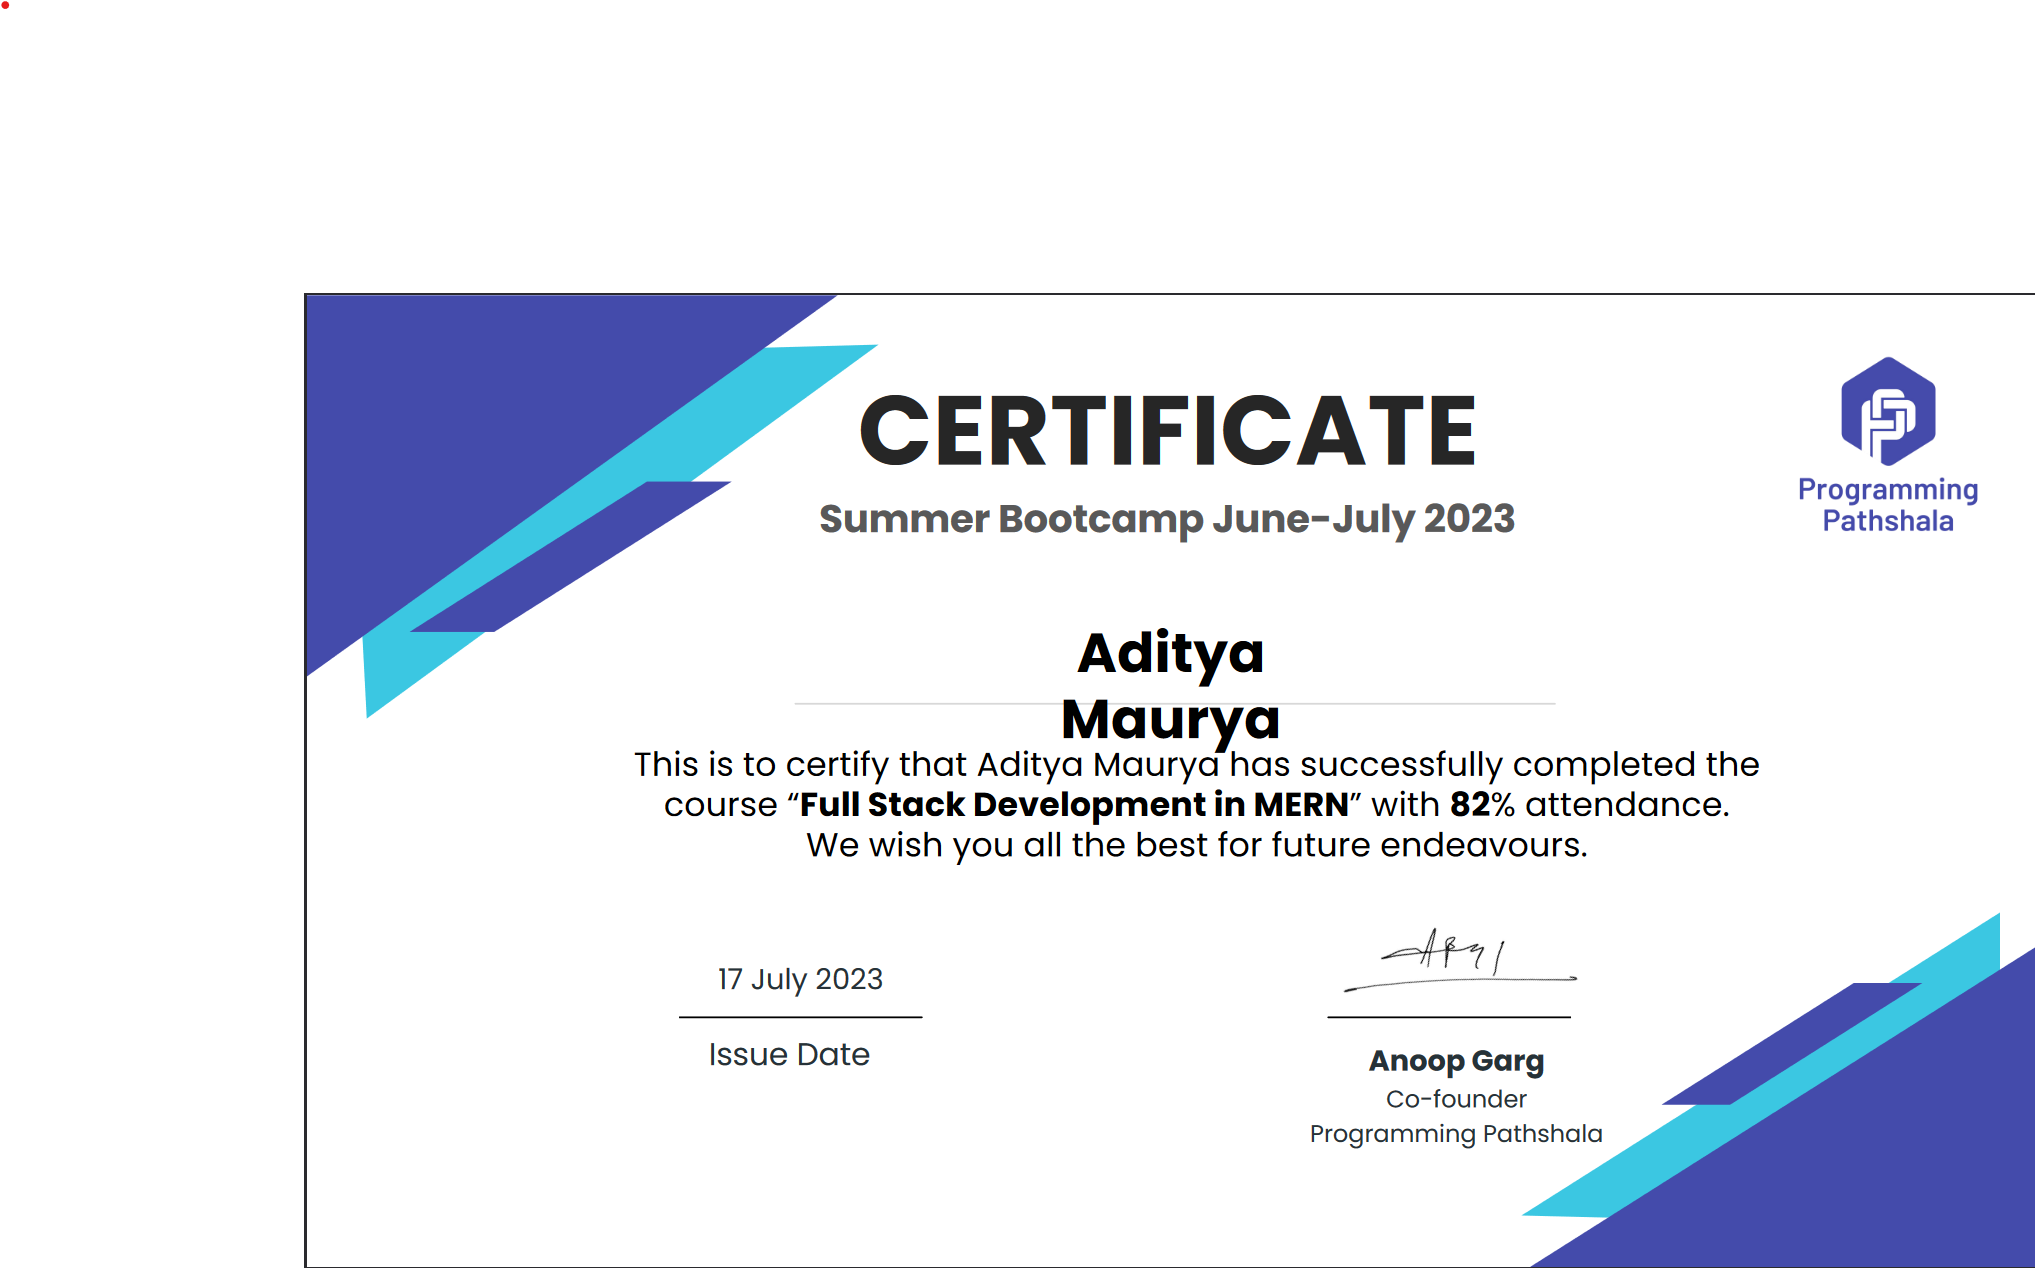 CERTIFICATE
Summer Bootcamp June-July 2023
Programming
Pathshala
Aditya
Maurya
This is to certify that Aditya Maurya has successfully completed the
course “Full Stack Development in MERN” with 82% attendance.
We wish you all the best for future endeavours.
17 July 2023
Issue Date
Anoop Garg
Co-founder
Programming Pathshala